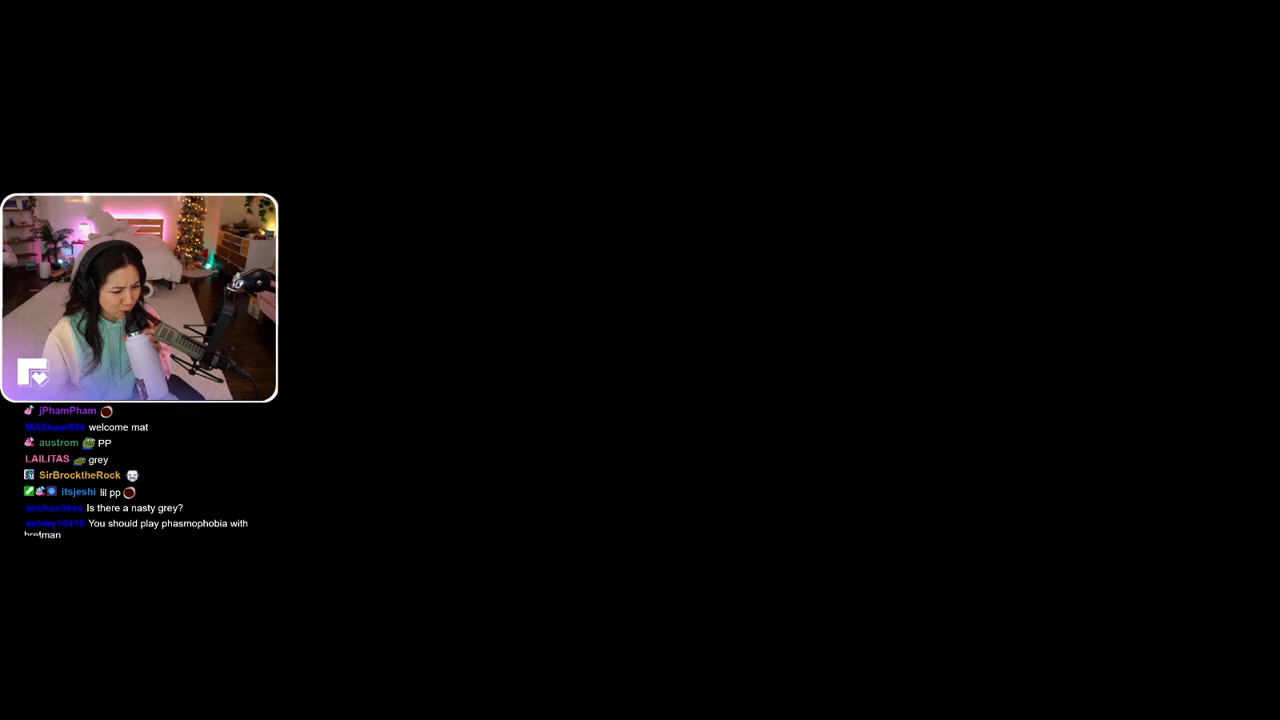 jPhamPham
welcome mat
austrom PP
LAILITAS grey
SirBrocktheRock
itsjeshi lil pp
Is there a nasty grey?
ashley10415 You should play phasmophobia with